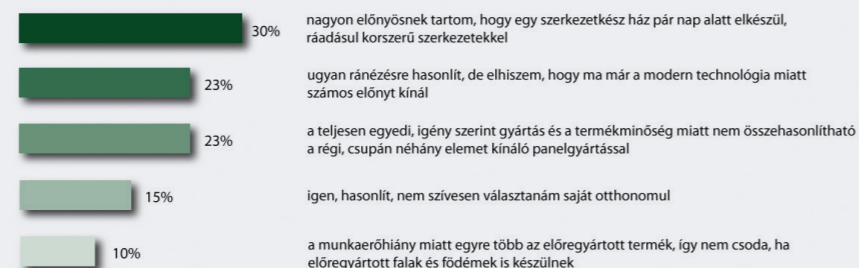 30%
nagyon előnyösnek tartom, hogy egy szerkezetkész ház pár nap alatt elkészül,
ráadásul korszerű szerkezetekkel
23%
ugyan ránézésre hasonlít, de elhiszem, hogy ma már a modern technológia miatt
számos előnyt kínál
23%
a teljesen egyedi, igény szerint gyártás és a termékminőség miatt nem összehasonlítható
a régi, csupán néhány elemet kínáló panelgyártással
15%
igen, hasonlít, nem szívesen választanám saját otthonomul
10%
a munkaerőhiány miatt egyre több az előregyártott termék, így nem csoda, ha
előregyártott falak és födémek is készülnek